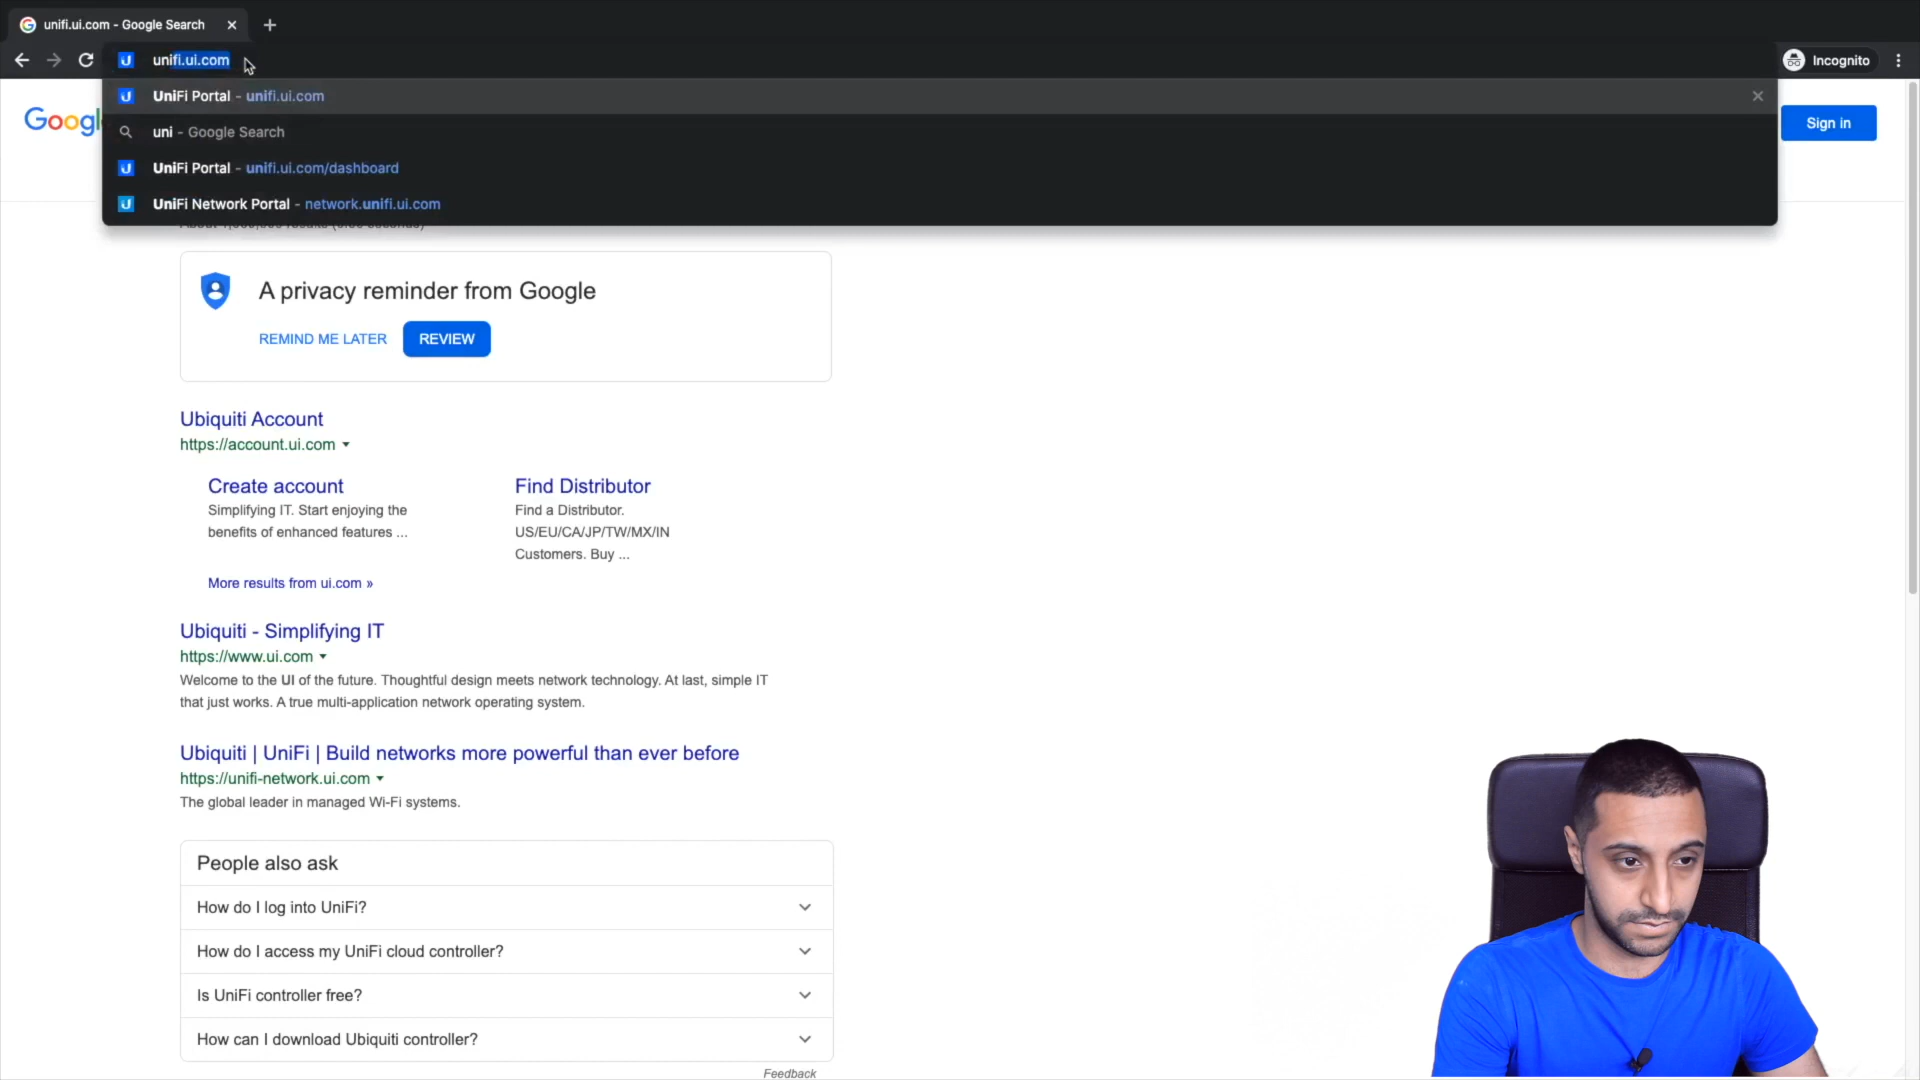 unifi.ui.com - Google Search
unifi.ui.com
Incognito
UniFi Portal - unifi.ui.com
uni - Google Search
UniFi Portal - unifi.ui.com/dashboard
UniFi Network Portal - network.unifi.ui.com
Sign in
A privacy reminder from Google
REMIND ME LATER
REVIEW
Ubiquiti Account
https://account.ui.com
Create account
Simplifying IT. Start enjoying the
benefits of enhanced features ...
Find Distributor
Find a Distributor.
US/EU/CA/JP/TW/MX/IN
Customers. Buy ...
More results from ui.com »
Ubiquiti - Simplifying IT
https://www.ui.com
Welcome to the UI of the future. Thoughtful design meets network technology. At last, simple IT
that just works. A true multi-application network operating system.
Ubiquiti | UniFi | Build networks more powerful than ever before
https://unifi-network.ui.com
The global leader in managed Wi-Fi systems.
People also ask
How do I log into UniFi?
How do I access my UniFi cloud controller?
Is UniFi controller free?
How can I download Ubiquiti controller?
Feedback